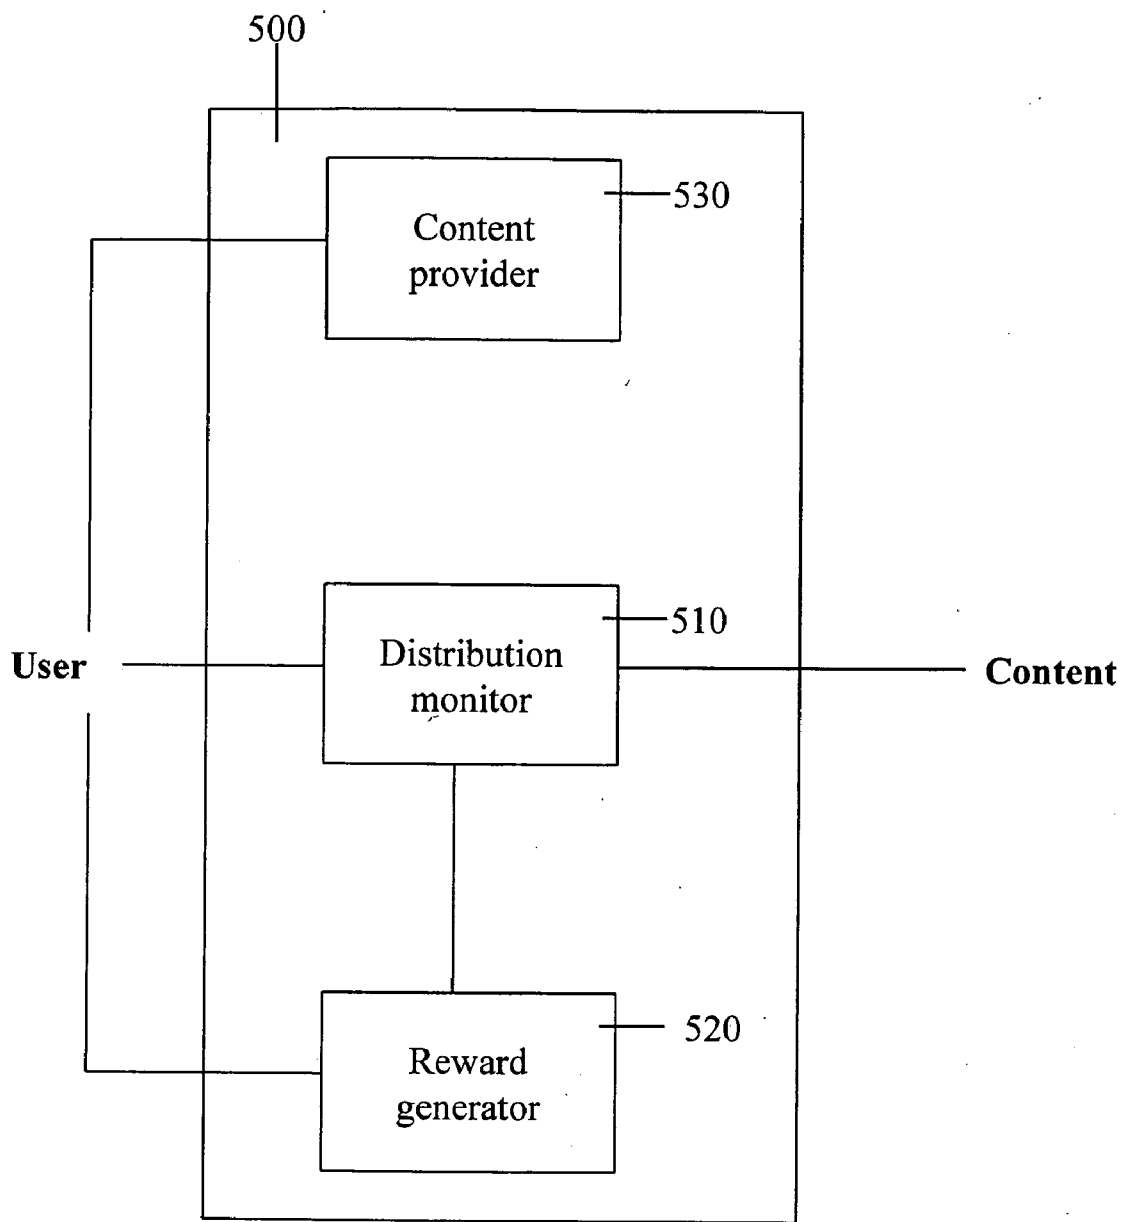 500
530
Content
provider
510
Distribution
monitor
User
Content
520
Reward
generator